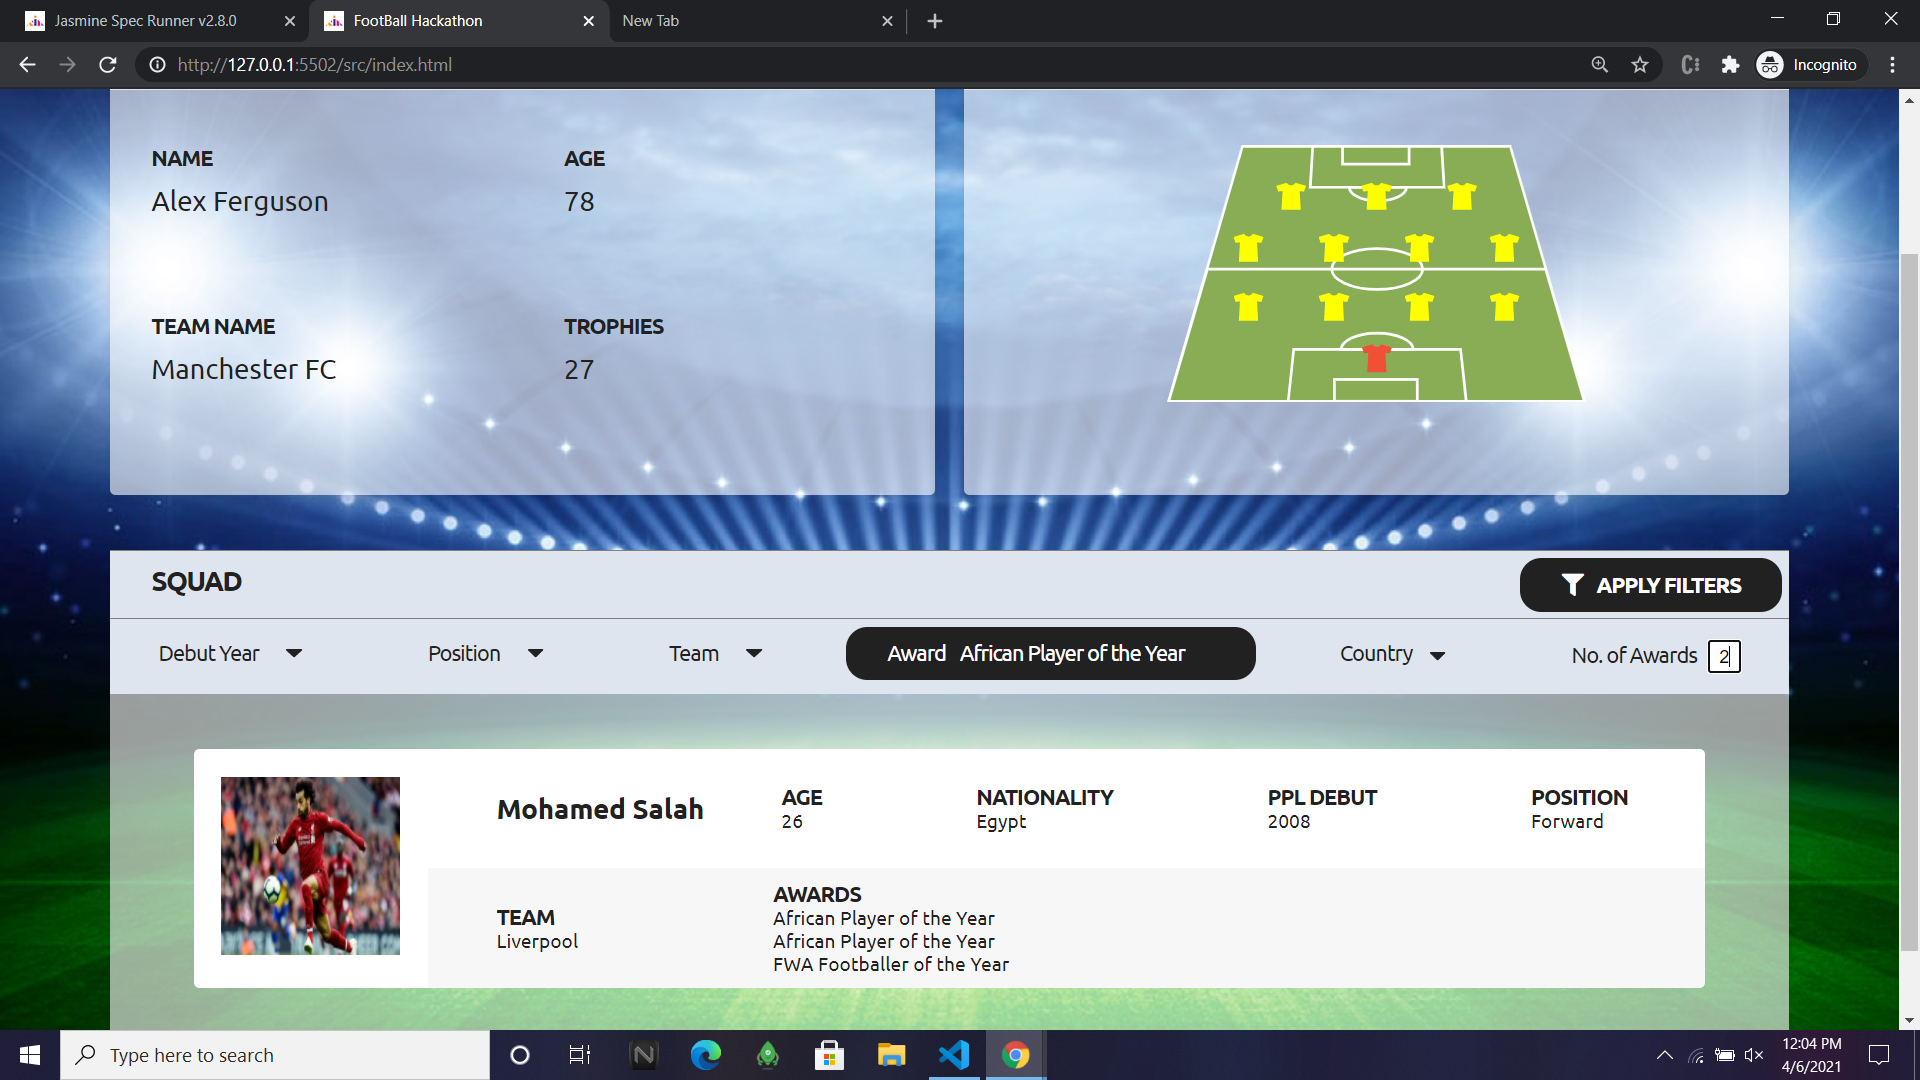 Jasmine Spec Runner v2.8.0
FootBall Hackathon
New Tab
http://127.0.0.1:5502/src/index.html
Incognito
NAME
AGE
Alex Ferguson
78
TEAM NAME
TROPHIES
Manchester FC
27
SQUAD
APPLY FILTERS
Debut Year
Position
Team
Award African Player of the Year
Country
No. of Awards 2
Mohamed Salah
AGE
26
NATIONALITY
Egypt
PPL DEBUT
2008
POSITION
Forward
TEAM
Liverpool
AWARDS
African Player of the Year
African Player of the Year
FWA Footballer of the Year
Type here to search
12:04 PM
4/6/2021